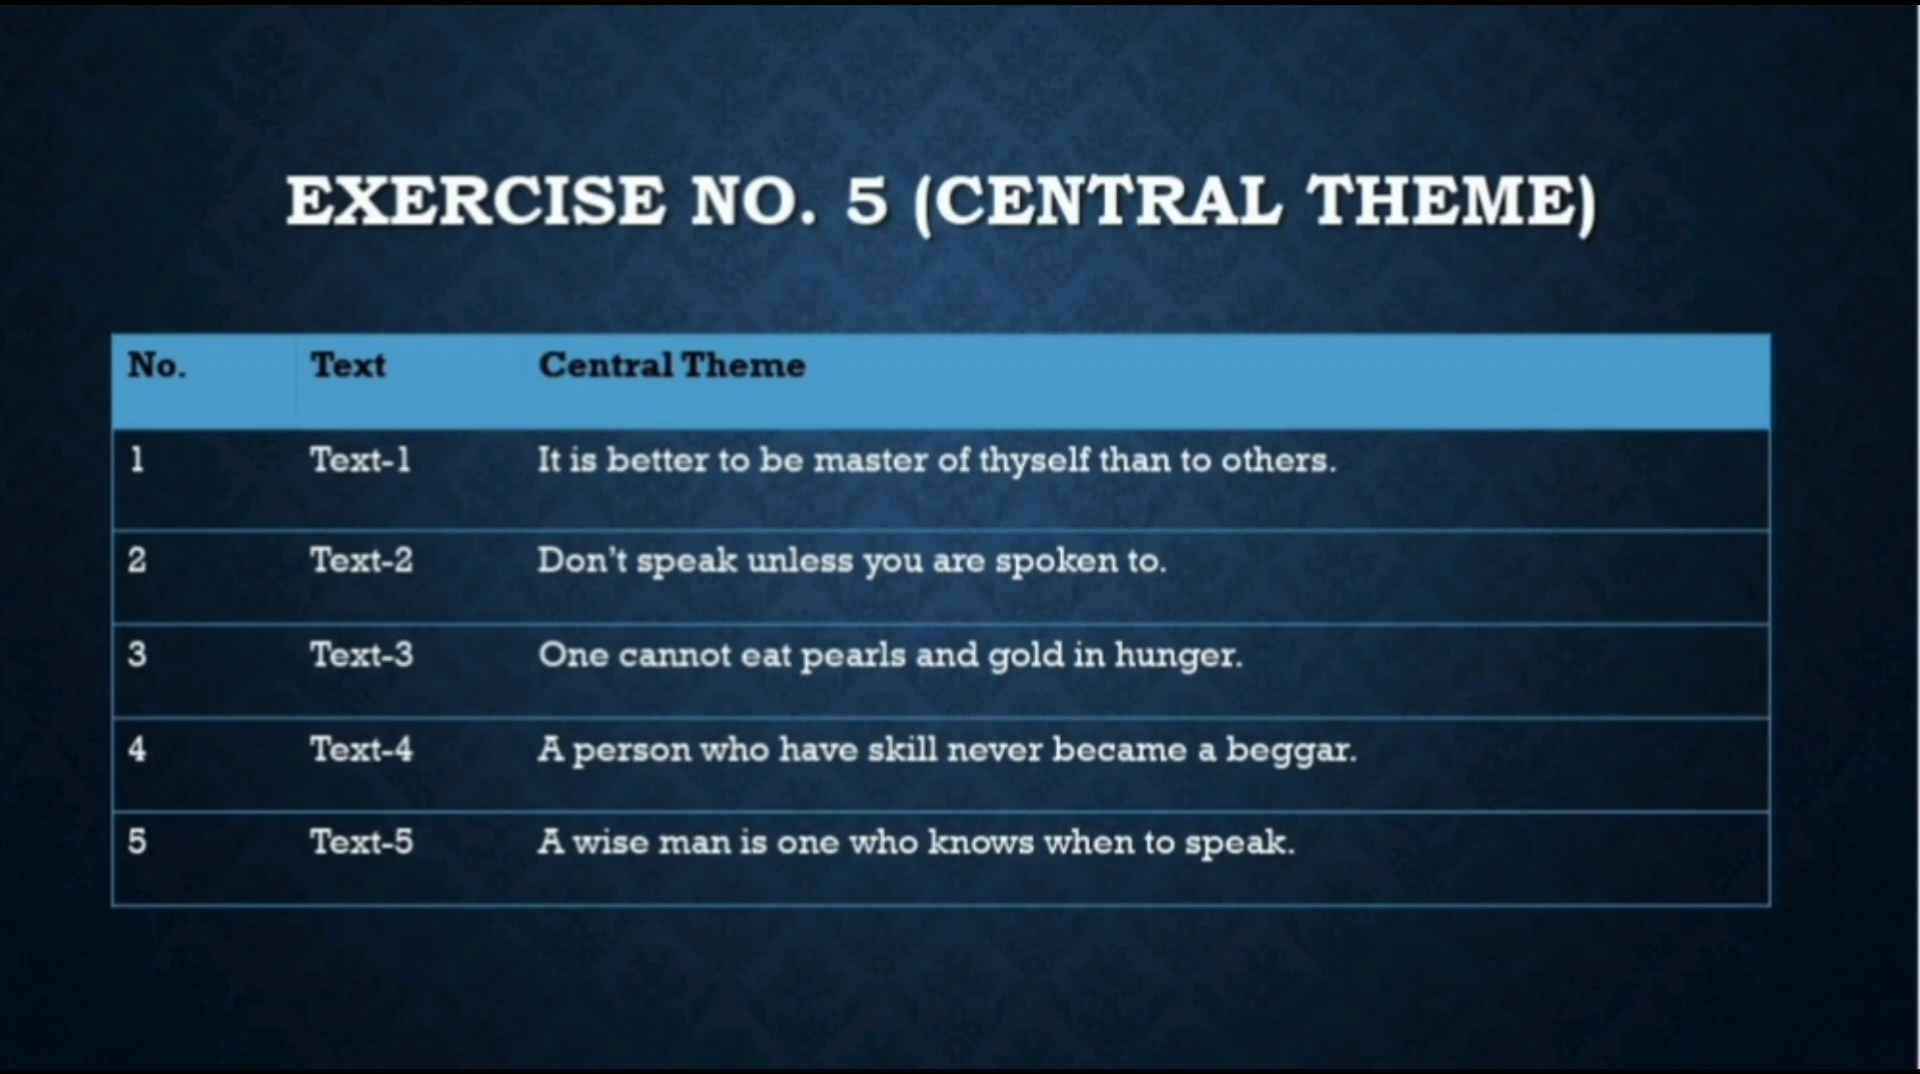 EXERCISE NO. 5 (CENTRAL THEME)
No. Text Central Theme
1 Text-1 It is better to be master of thyself than to others.
2 Text-2 Don't speak unless you are spoken to.
3 Text-3 One cannot eat pearls and gold in hunger.
4 Text-4 A person who have skill never became a beggar.
5 Text-5 A wise man is one who knows when to speak.